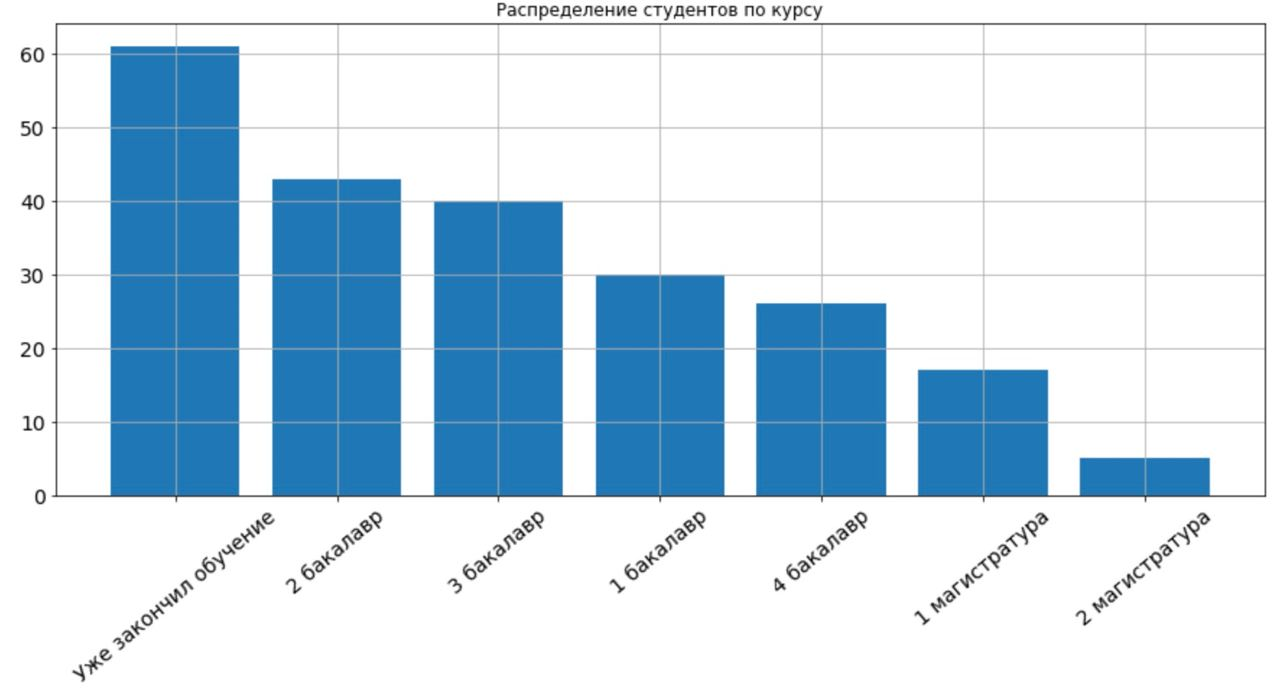 Распределение студентов по курсу
60
50
40
30
20
10
0
Уже закончил обучение
2 бакалавр
3 бакалавр
1 бакалавр
4 бакалавр
1 магистратура
2 магистратура